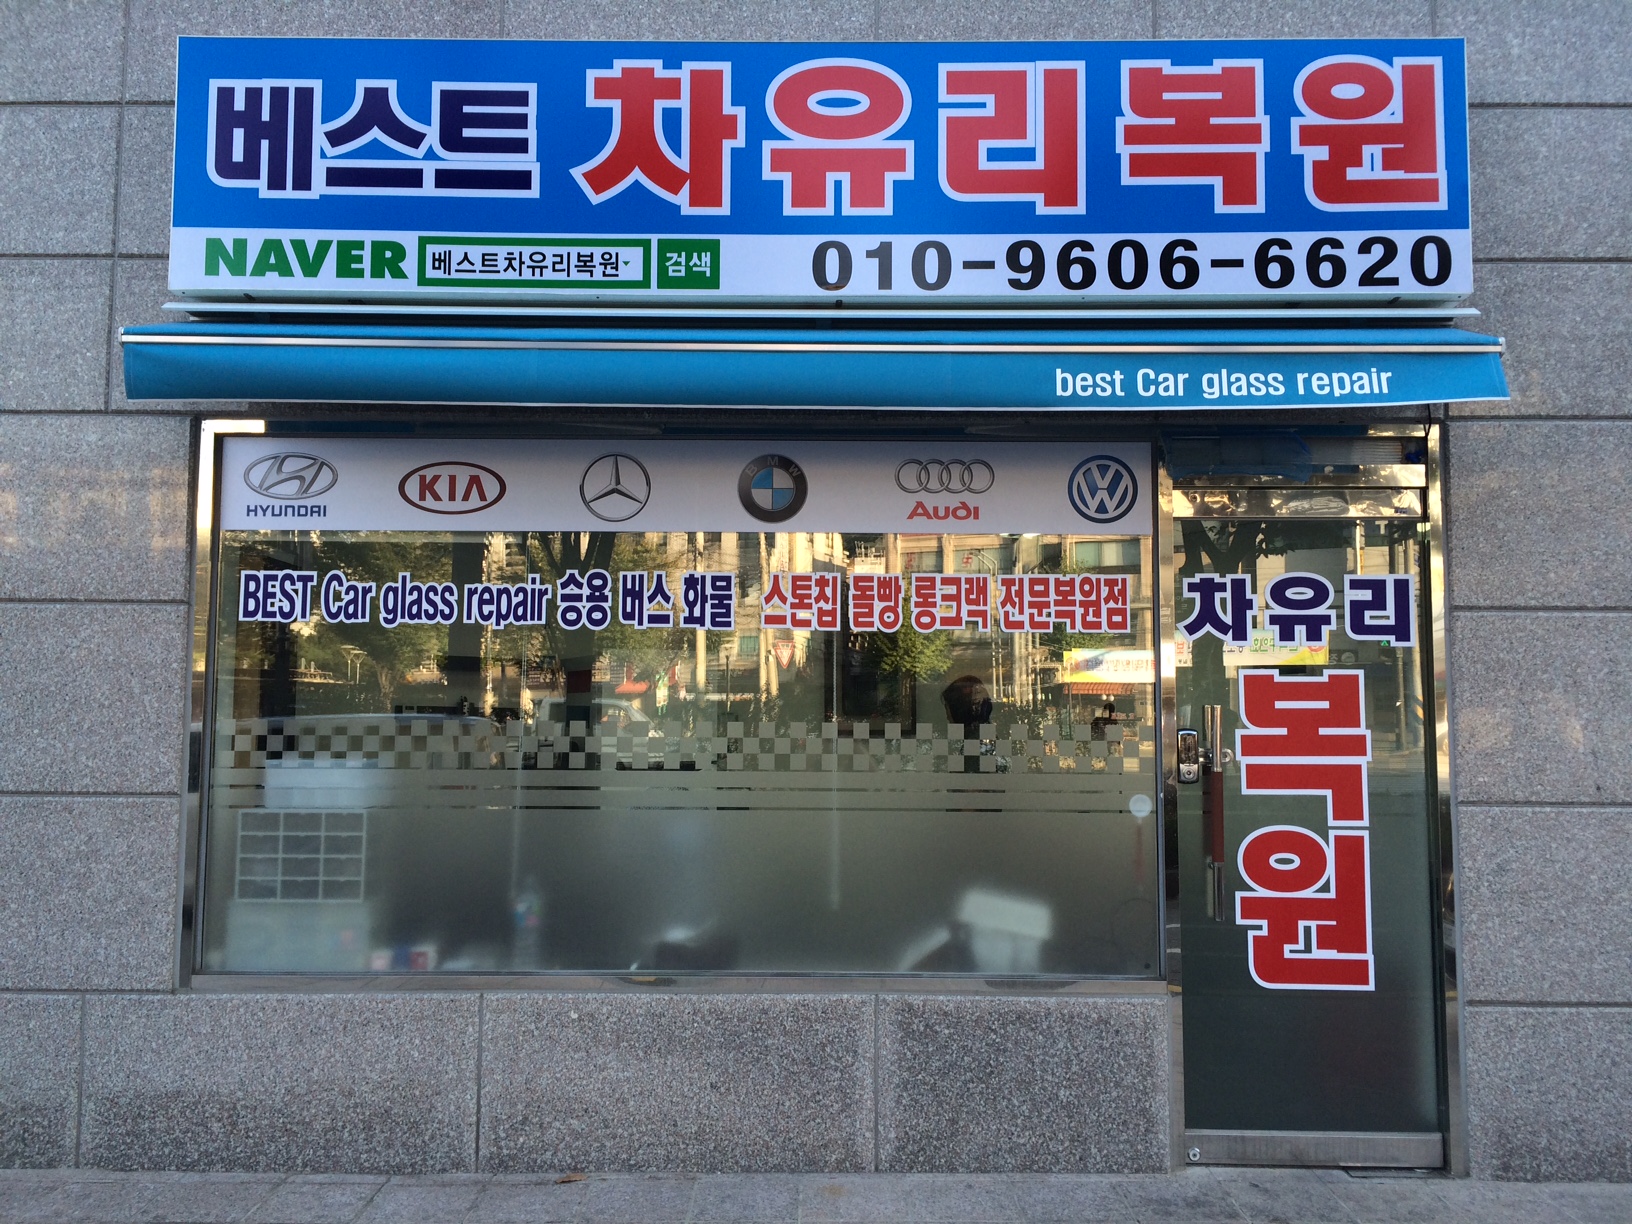 베스트 차유리복원
NAVER 베스트차유리복원 검색 010-9606-6620
best Car glass repair
HYUNDAI KIA BMW Audi
BEST Car glass repair 승용 버스 화물 스톤칩 돌빵 롱크랙 전문복원점
차유리
복원